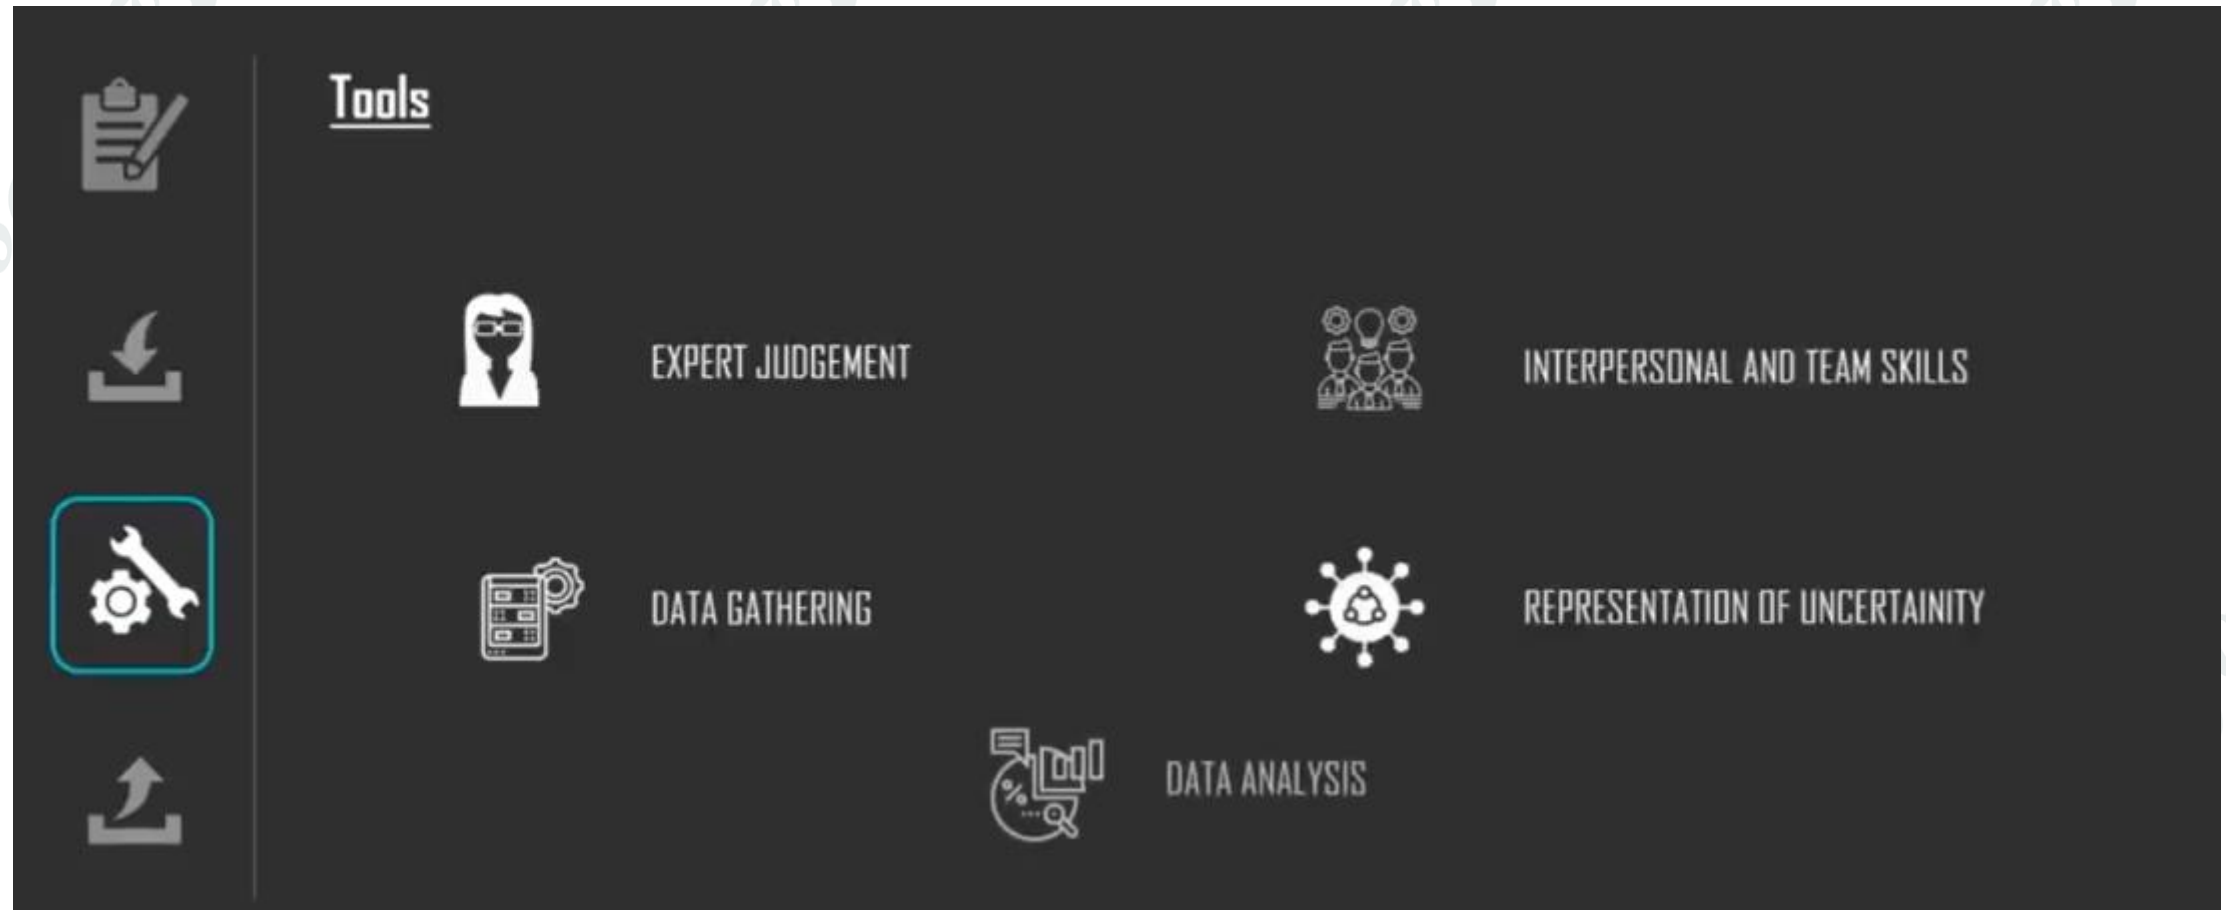 Tools
EXPERT JUDGEMENT
INTERPERSONAL AND TEAM SKILLS
DATA GATHERING
REPRESENTATION OF UNCERTAINITY
DATA ANALYSIS